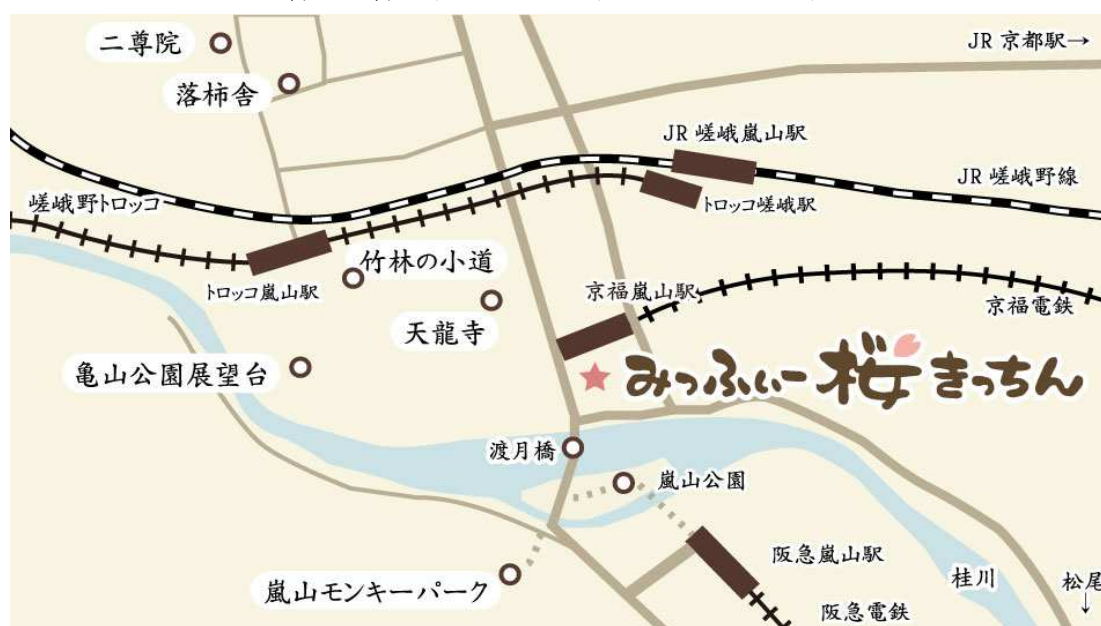 二尊院
JR 京都駅→
落柿舎
JR 嵯峨嵐山駅
JR 嵯峨野線
嵯峨野トロッコ
トロッコ嵯峨駅
竹林の小道
トロッコ嵐山駅
京福嵐山駅
京福電鉄
天龍寺
亀山公園展望台
みっふぃー桜きっちん
渡月橋
嵐山公園
阪急嵐山駅
桂川
松尾
↓
嵐山モンキーパーク
阪急電鉄